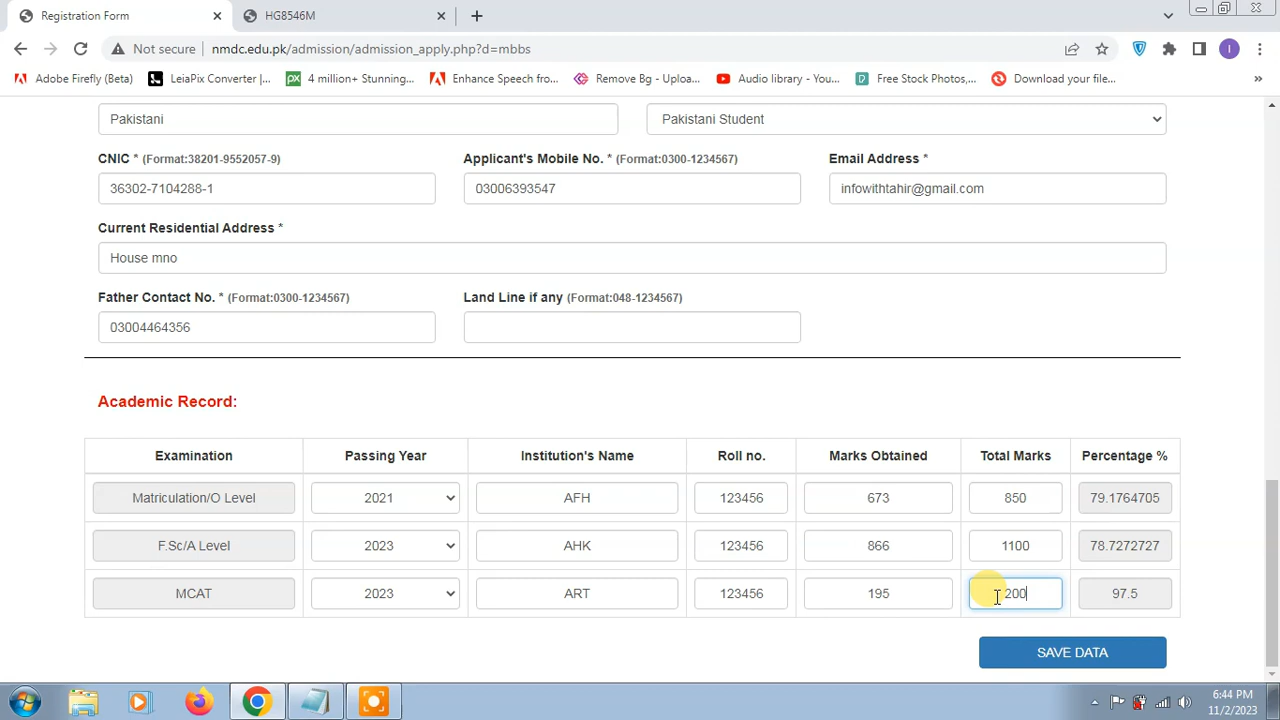 Registration Form
HG8546M
Not secure
nmdc.edu.pk/admission/admission_apply.php?d=mbbs
I
Adobe Firefly (Beta)
LeiaPix Converter |...
px 4 million+ Stunning...
Enhance Speech from...
Remove Bg - Uploa...
Audio library - You...
Free Stock Photos,...
Download your file...
»
Pakistani
Pakistani Student
CNIC * (Format:38201-9552057-9)
Applicant's Mobile No. * (Format:0300-1234567)
Email Address *
36302-7104288-1
03006393547
infowithtahir@gmail.com
Current Residential Address *
House mno
Father Contact No. * (Format:0300-1234567)
Land Line if any (Format:048-1234567)
03004464356
Academic Record:
Examination Passing Year Institution's Name Roll no. Marks Obtained Total Marks Percentage %
Matriculation/O Level 2021 AFH 123456 673 850 79.1764705
F.Sc/A Level 2023 AHK 123456 866 1100 78.7272727
MCAT 2023 ART 123456 195 200 97.5
SAVE DATA
6:44 PM
11/2/2023